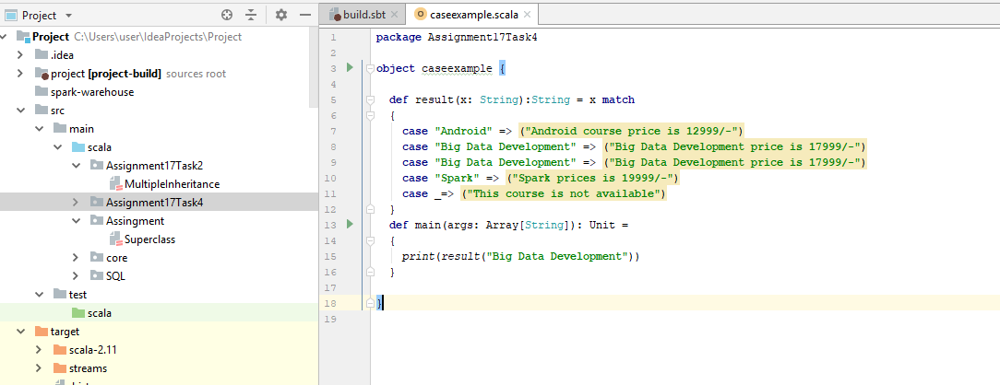 Project
Project C:\Users\user\IdeaProjects\Project
.idea
project [project-build] sources root
spark-warehouse
src
main
scala
Assignment17Task2
MultipleInheritance
Assignment17Task4
Assingment
Superclass
core
SQL
test
scala
target
scala-2.11
streams
build.sbt
caseexample.scala
1 package Assignment17Task4
2
3 object caseexample {
4
5 def result(x: String):String = x match
6 {
7 case "Android" => ("Android course price is 12999/-")
8 case "Big Data Development" => ("Big Data Development price is 17999/-")
9 case "Big Data Development" => ("Big Data Development price is 17999/-")
10 case "Spark" => ("Spark prices is 19999/-")
11 case _=> ("This course is not available")
12 }
13 def main(args: Array[String]): Unit =
14 {
15 print(result("Big Data Development"))
16 }
17
18 }
19